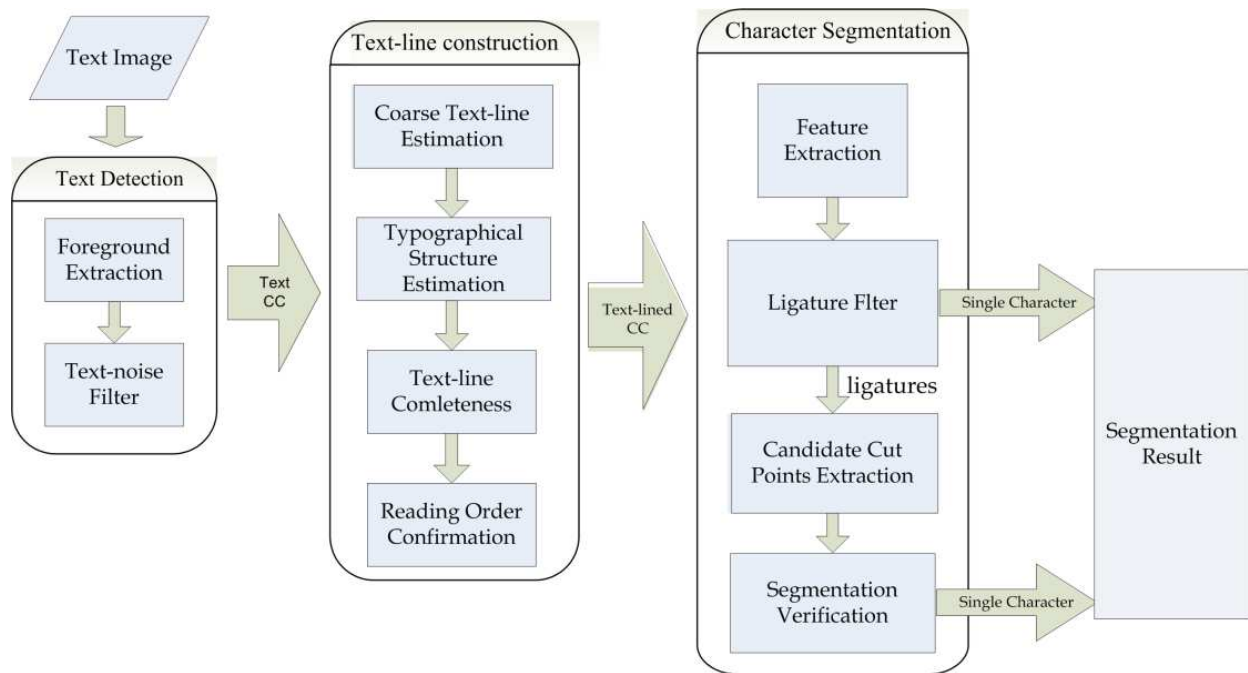 Text Image
Text Detection
Foreground
Extraction
Text-noise
Filter
Text
CC
Text-line construction
Coarse Text-line
Estimation
Typographical
Structure
Estimation
Text-line
Comleteness
Reading Order
Confirmation
Text-lined
CC
Character Segmentation
Feature
Extraction
Ligature Flter
Single Character
ligatures
Candidate Cut
Points Extraction
Segmentation
Verification
Single Character
Segmentation
Result